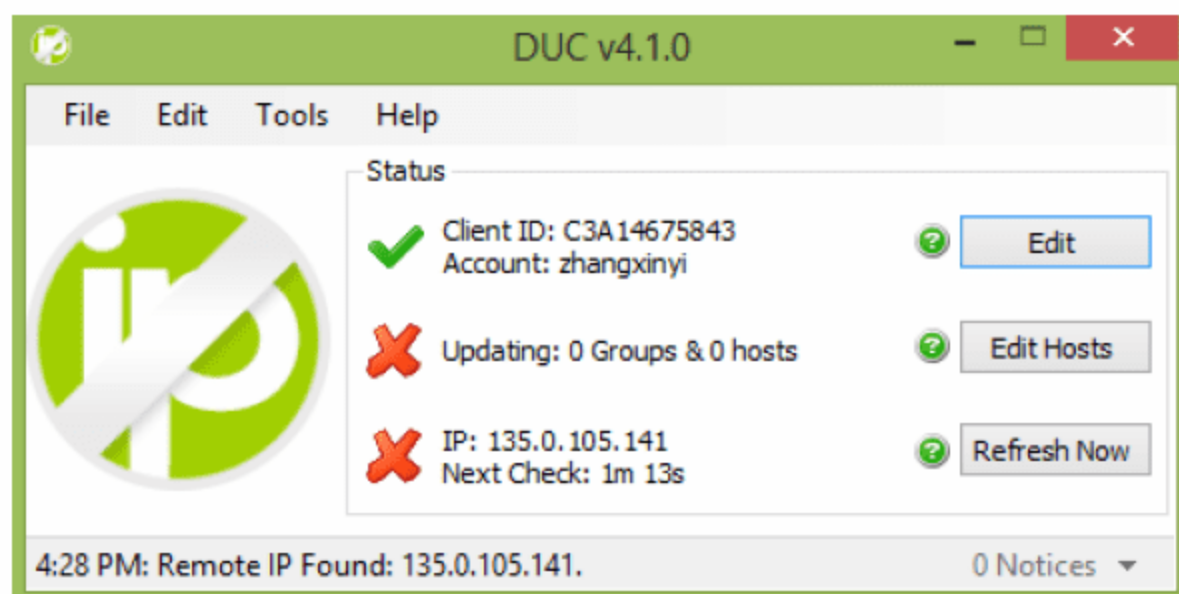 ip
DUC v4.1.0
File Edit Tools Help
Status
ip
Client ID: C3A14675843
Account: zhangxinyi
? Edit
Updating: 0 Groups & 0 hosts
? Edit Hosts
IP: 135.0.105.141
Next Check: 1m 13s
? Refresh Now
4:28 PM: Remote IP Found: 135.0.105.141.
0 Notices